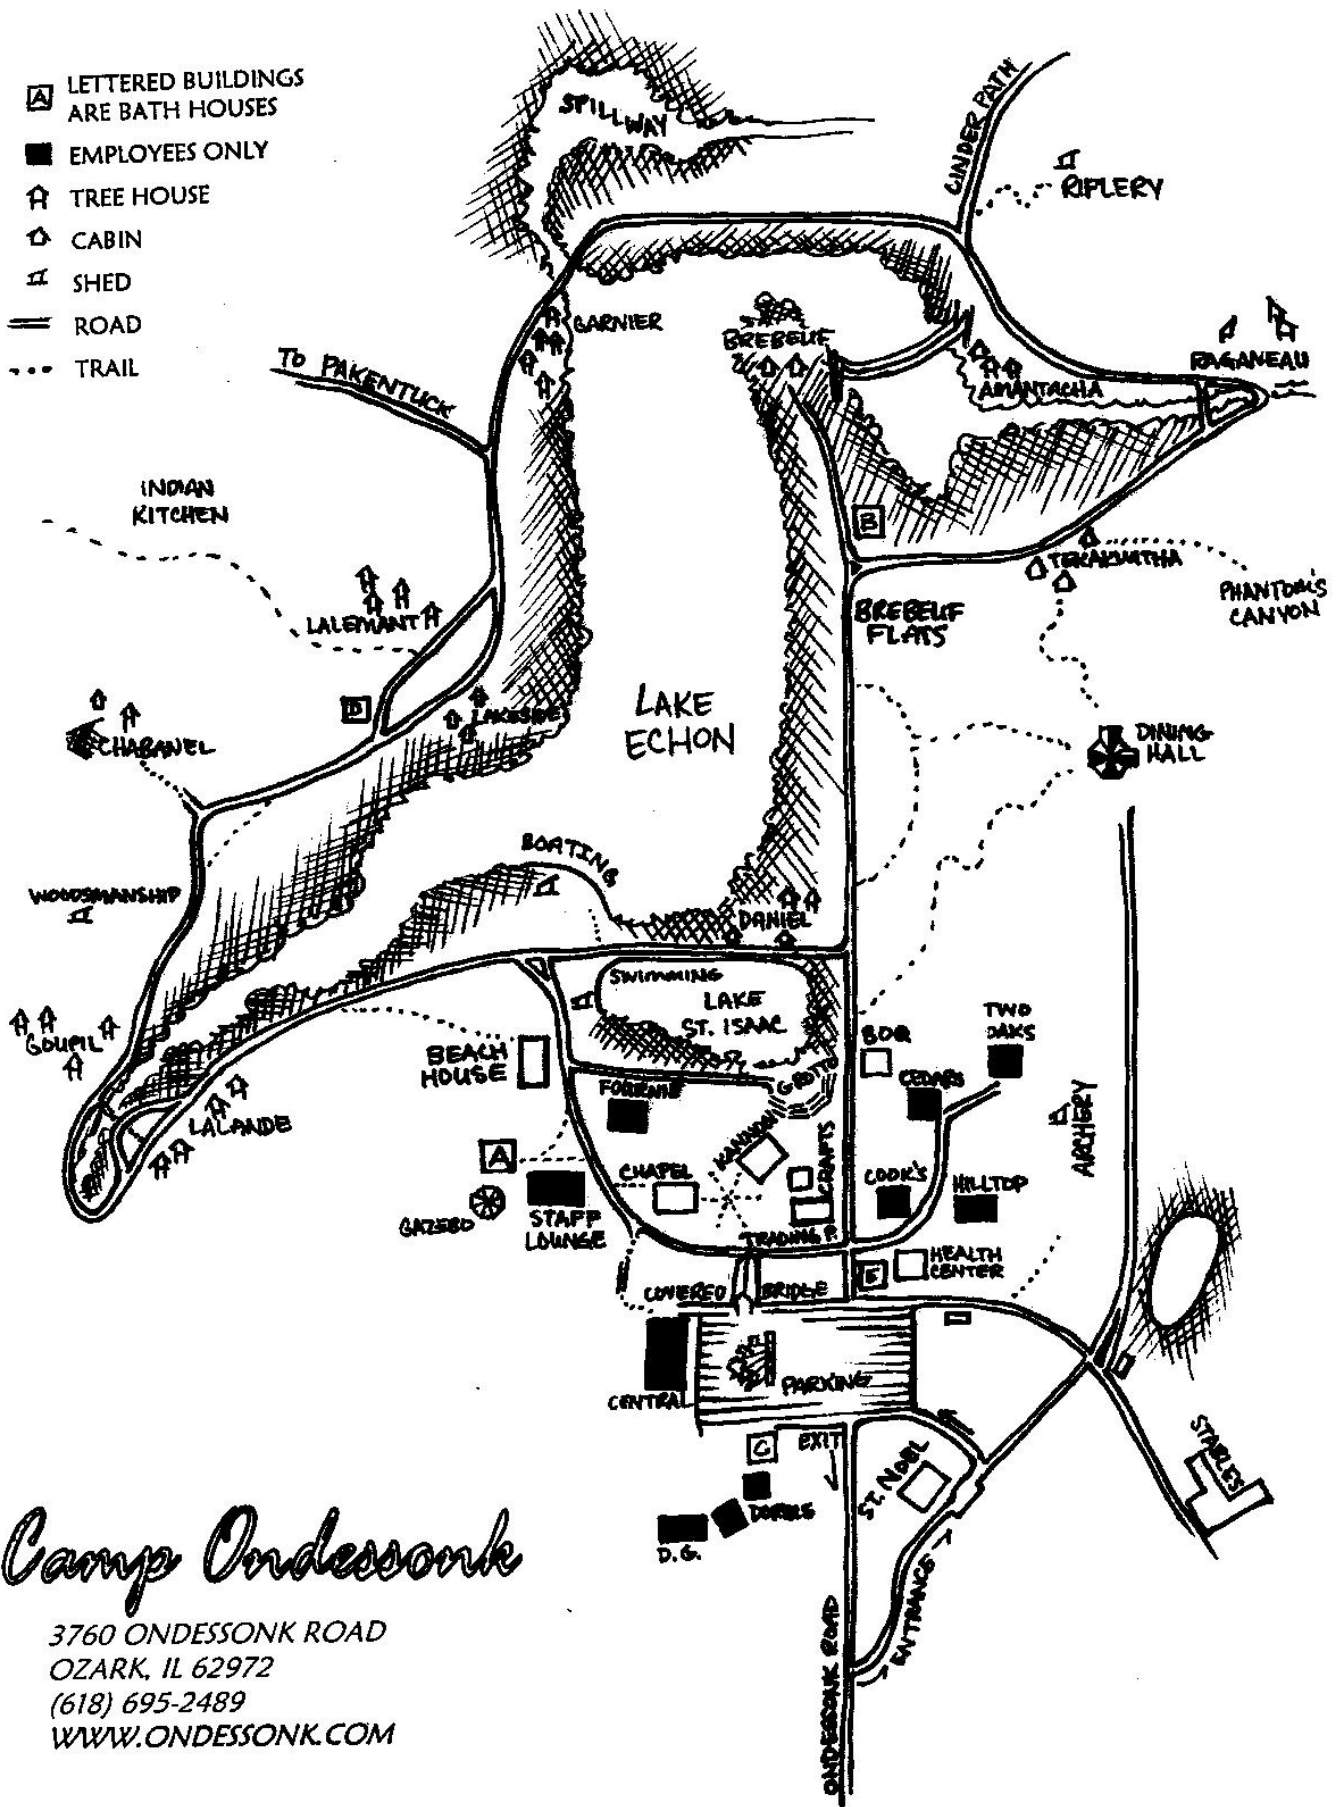 A LETTERED BUILDINGS
ARE BATH HOUSES
EMPLOYEES ONLY
TREE HOUSE
CABIN
SHED
ROAD
TRAIL
SPILLWAY
CINDER PATH
RIFLERY
GARNIER
BREBEUF
RAGANEAU
AMANTACHA
TO PAKENTUCK
INDIAN
KITCHEN
B
TEKAKWITHA
PHANTOM'S
CANYON
LALEMANT
BREBEUF
FLATS
D
LAKESIDE
LAKE
ECHON
CHABANEL
DINING
HALL
BOATING
WOODSMANSHIP
DANIEL
SWIMMING
LAKE
ST. ISAAC
GOUPIL
BEACH
HOUSE
BOQ
TWO
OAKS
CEDARS
GROTTO
LALANDE
ARCHERY
A
CHAPEL
KANNON
CRAFTS
COOK'S
HILLTOP
GAZEBO
STAFF
LOUNGE
TRADING P.
HEALTH
CENTER
E
COVERED BRIDGE
CENTRAL
PARKING
C
EXIT
ST. NOEL
STABLES
D.G.
ENTRANCE
ONDESSONK ROAD
Camp Ondessonk
3760 ONDESSONK ROAD
OZARK, IL 62972
(618) 695-2489
WWW.ONDESSONK.COM